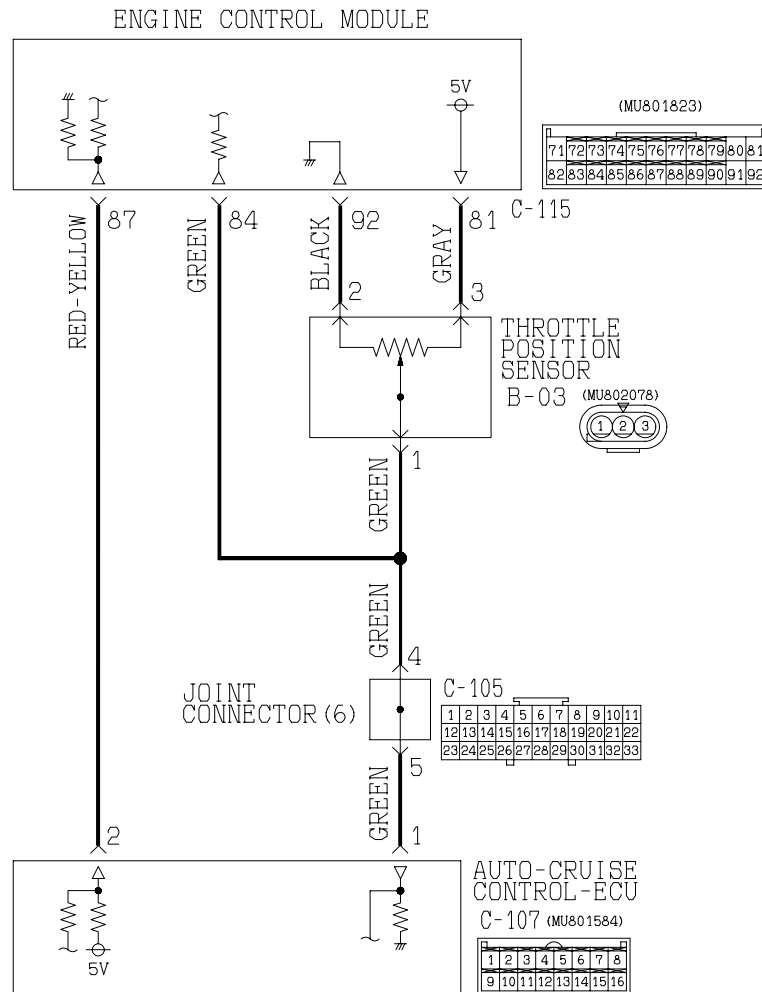 ENGINE CONTROL MODULE
5V
(MU801823)
71 72 73 74 75 76 77 78 79 80 81
82 83 84 85 86 87 88 89 90 91 92
87
84
92
81
C-115
RED-YELLOW
GREEN
BLACK
GRAY
2
3
THROTTLE
POSITION
SENSOR
B-03 (MU802078)
1 2 3
1
GREEN
GREEN
4
JOINT
CONNECTOR(6)
C-105
1 2 3 4 5 6 7 8 9 10 11
12 13 14 15 16 17 18 19 20 21 22
23 24 25 26 27 28 29 30 31 32 33
5
GREEN
2
1
AUTO-CRUISE
CONTROL-ECU
C-107 (MU801584)
5V
1 2 3 4 5 6 7 8
9 10 11 12 13 14 15 16